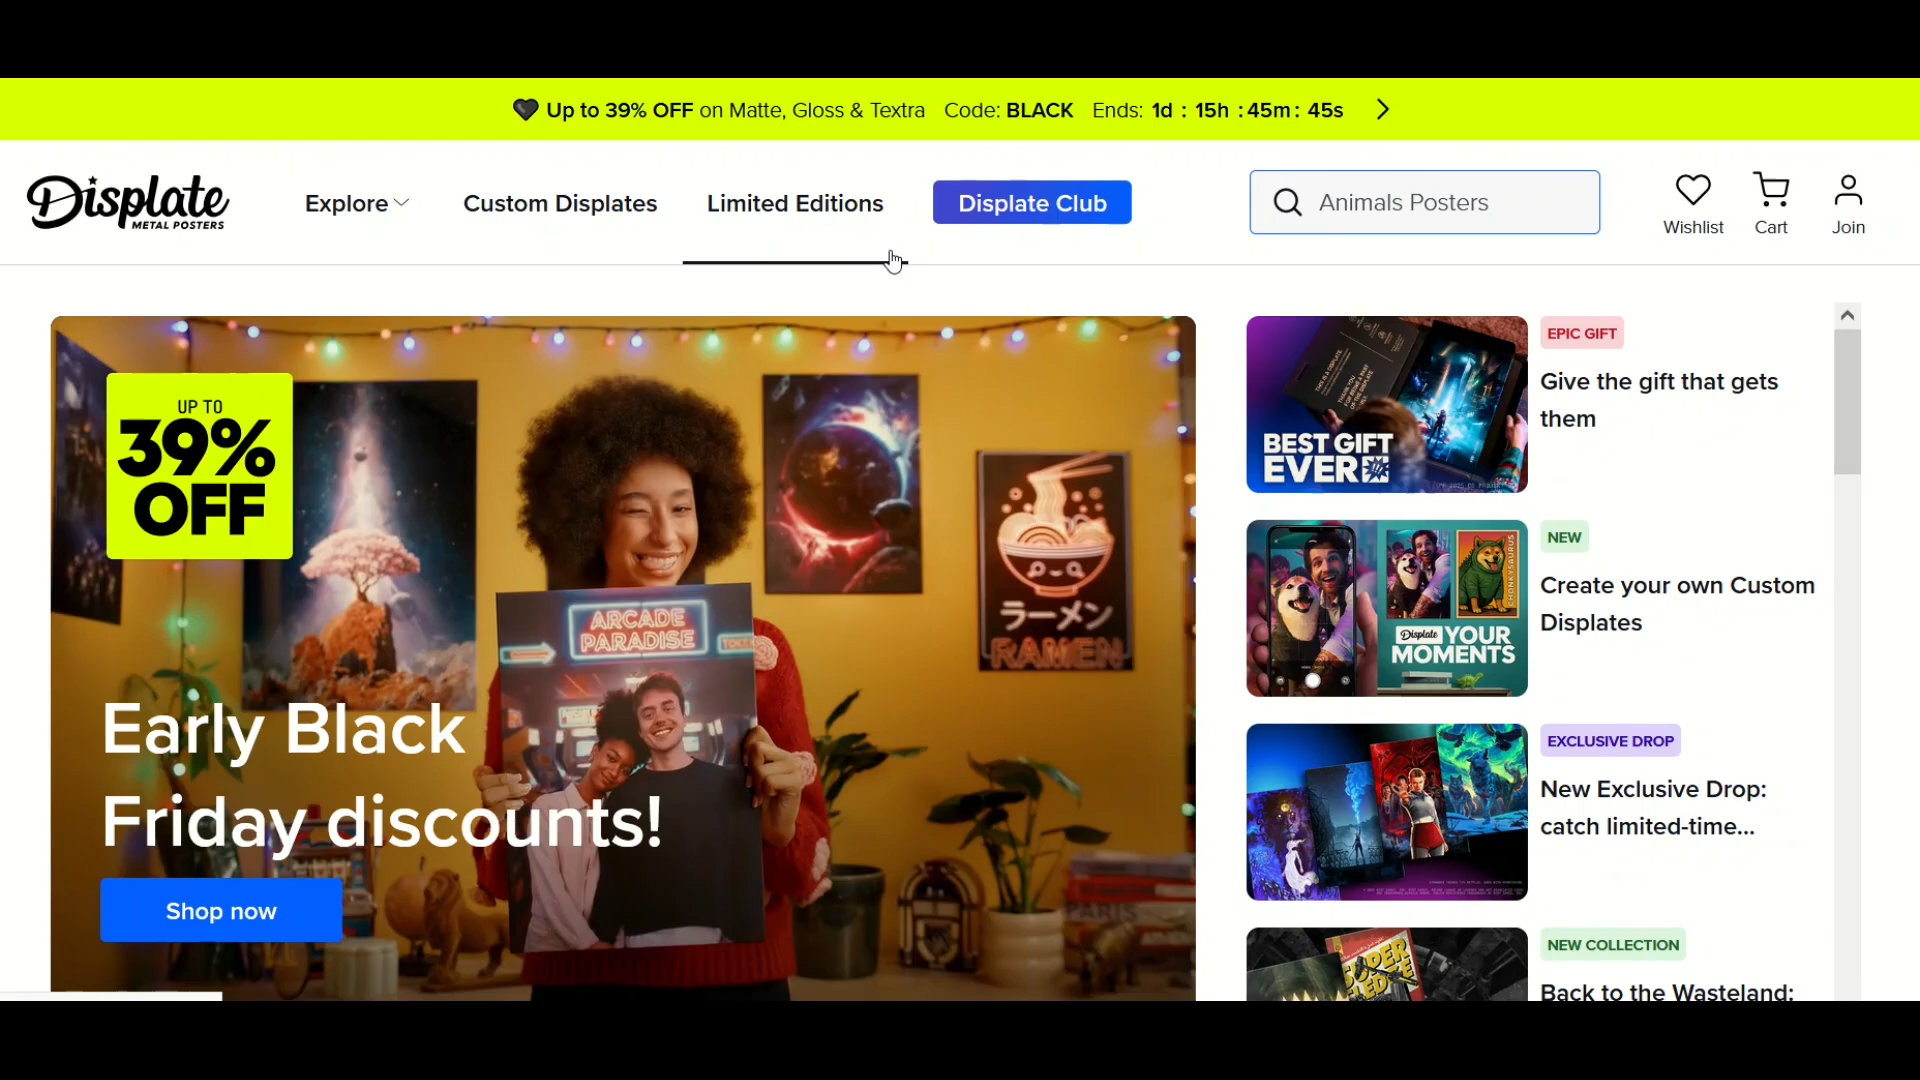 🖤 Up to 39% OFF on Matte, Gloss & Textra Code: BLACK Ends: 1d : 15h : 45m : 45s
Displate
METAL POSTERS
Explore
Custom Displates
Limited Editions
Displate Club
Animals Posters
Wishlist
Cart
Join
UP TO
39%
OFF
ARCADE
PARADISE
ラーメン
RAMEN
Early Black
Friday discounts!
Shop now
PARIS
BEST GIFT
EVER
EPIC GIFT
Give the gift that gets
them
Displate YOUR
MOMENTS
CHONKYSAURUS
NEW
Create your own Custom
Displates
EXCLUSIVE DROP
New Exclusive Drop:
catch limited-time...
SUPER
NEW COLLECTION
Back to the Wasteland: